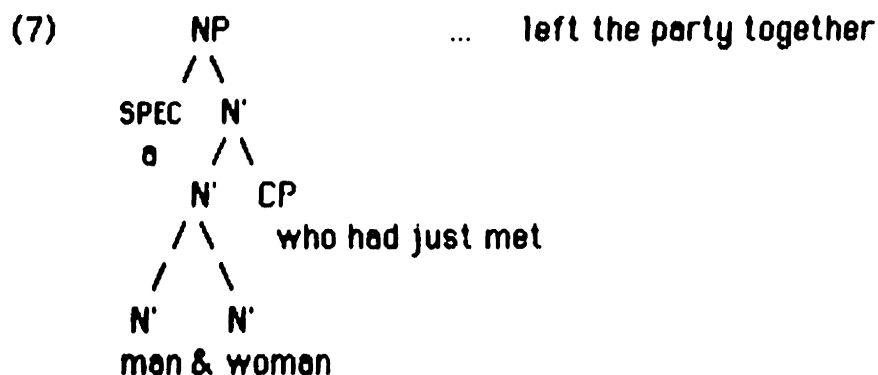 (7) NP ... left the party together
SPEC N'
a
N' CP
who had just met
N' N'
man & woman